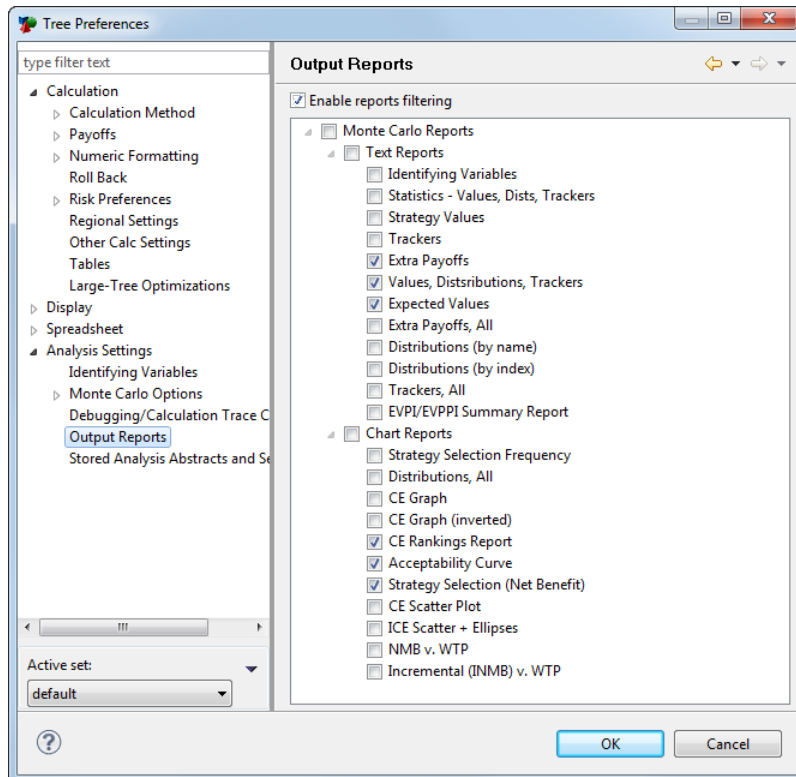 Tree Preferences
type filter text
Calculation
Calculation Method
Payoffs
Numeric Formatting
Roll Back
Risk Preferences
Regional Settings
Other Calc Settings
Tables
Large-Tree Optimizations
Display
Spreadsheet
Analysis Settings
Identifying Variables
Monte Carlo Options
Debugging/Calculation Trace C
Output Reports
Stored Analysis Abstracts and Se
Active set:
default
Output Reports
Enable reports filtering
Monte Carlo Reports
Text Reports
Identifying Variables
Statistics - Values, Dists, Trackers
Strategy Values
Trackers
Extra Payoffs
Values, Distsributions, Trackers
Expected Values
Extra Payoffs, All
Distributions (by name)
Distributions (by index)
Trackers, All
EVPI/EVPPI Summary Report
Chart Reports
Strategy Selection Frequency
Distributions, All
CE Graph
CE Graph (inverted)
CE Rankings Report
Acceptability Curve
Strategy Selection (Net Benefit)
CE Scatter Plot
ICE Scatter + Ellipses
NMB v. WTP
Incremental (INMB) v. WTP
OK
Cancel